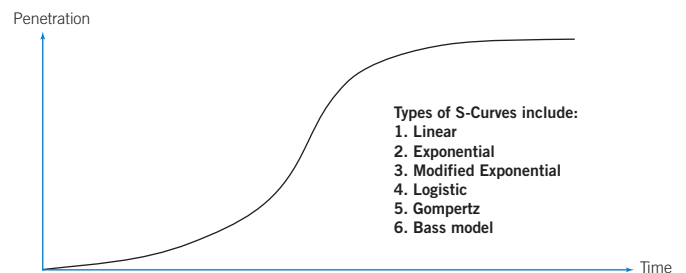 Penetration
Types of S-Curves include:
1. Linear
2. Exponential
3. Modified Exponential
4. Logistic
5. Gompertz
6. Bass model
Time